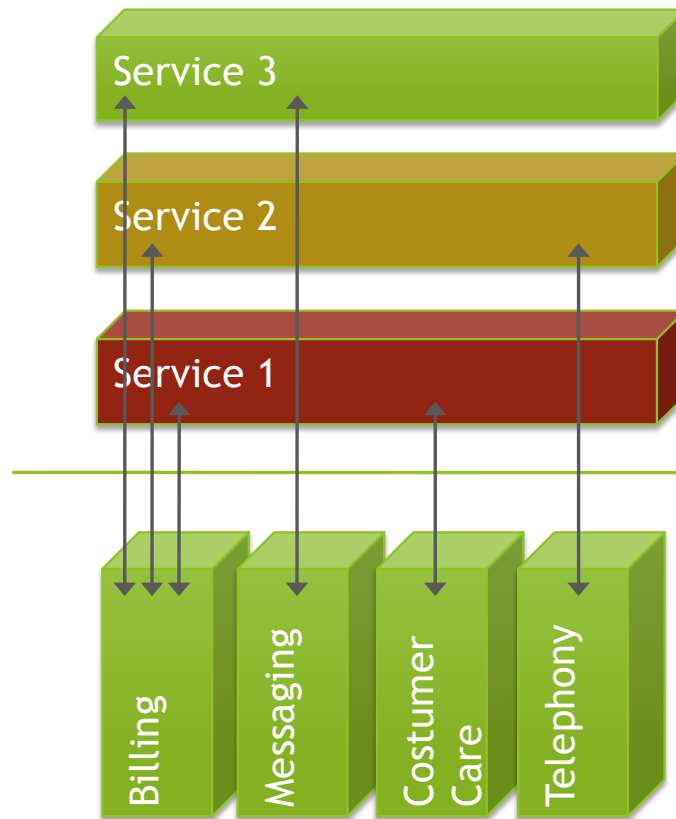 Service 3
Service 2
Service 1
Billing
Messaging
Costumer
Care
Telephony